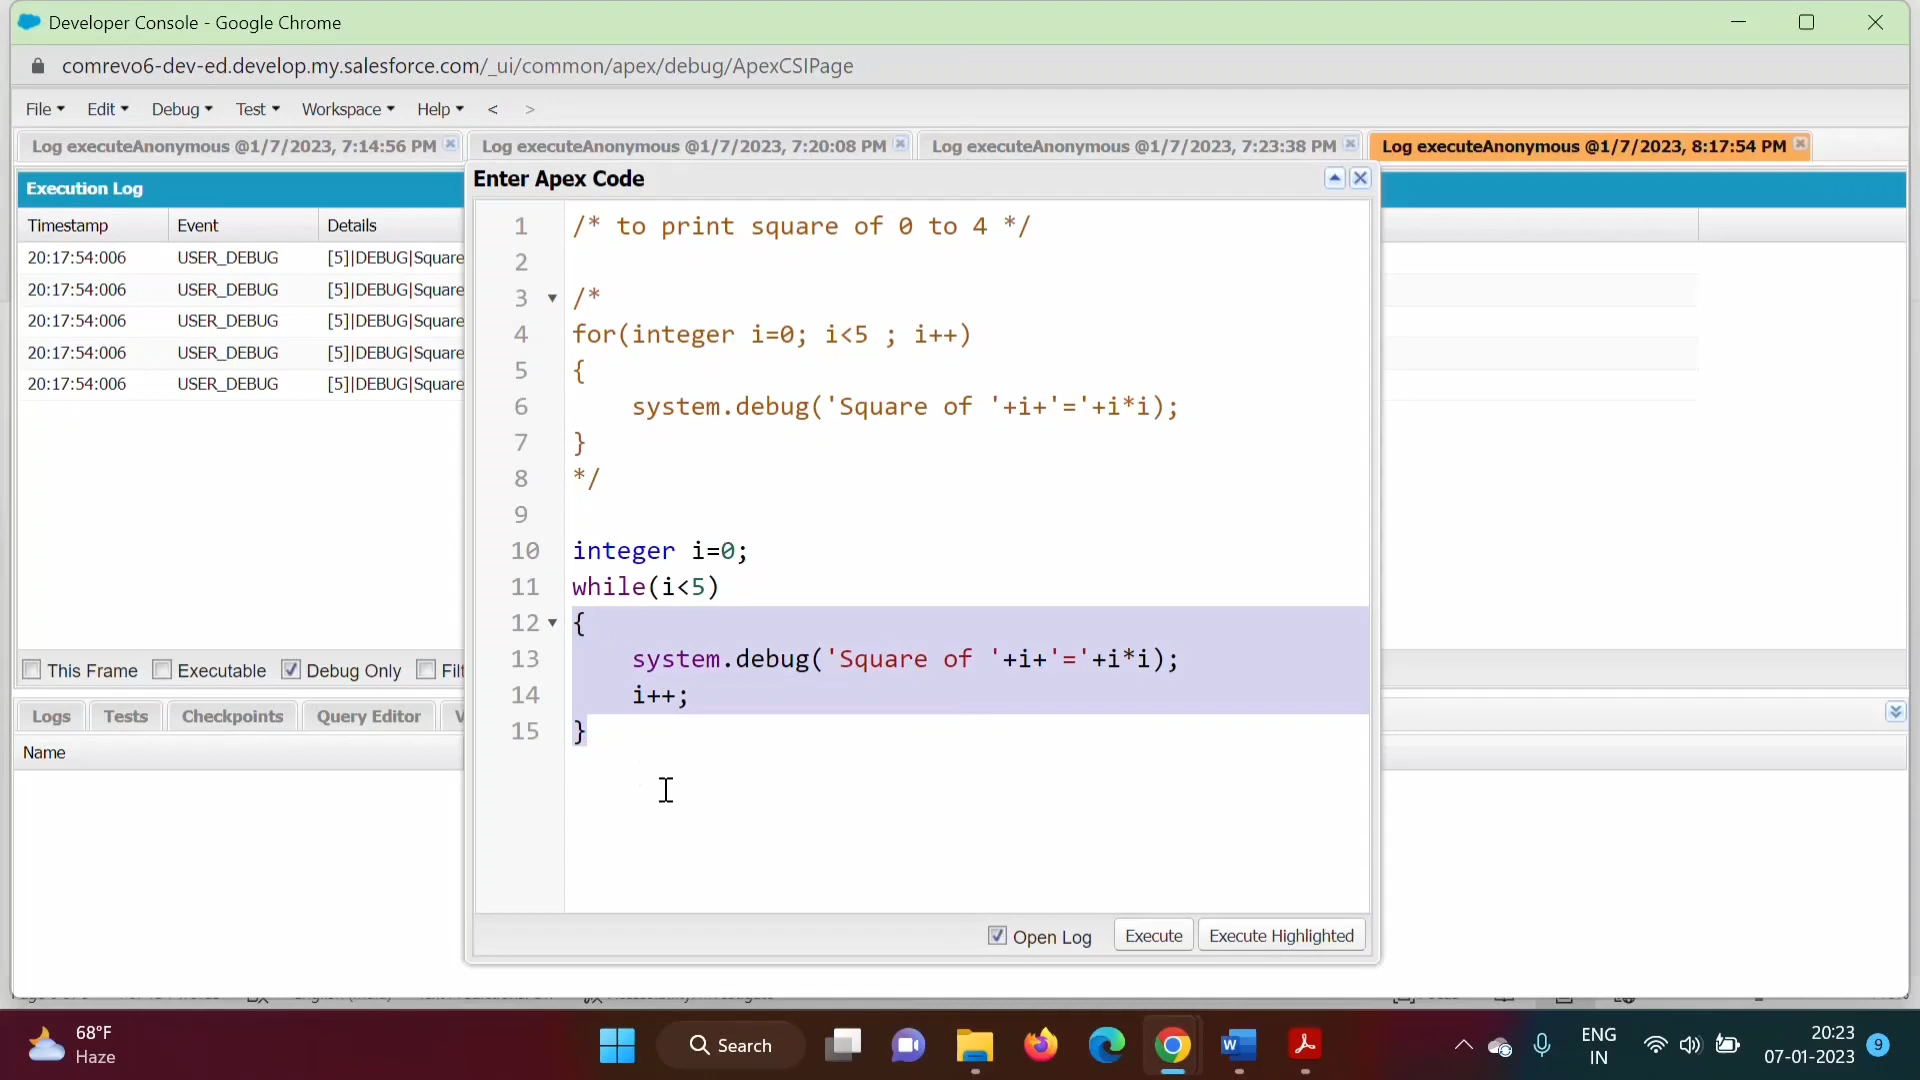 Developer Console - Google Chrome
comrevo6-dev-ed.develop.my.salesforce.com/_ui/common/apex/debug/ApexCSIPage
File Edit Debug Test Workspace Help < >
Log executeAnonymous @1/7/2023, 7:14:56 PM Log executeAnonymous @1/7/2023, 7:20:08 PM Log executeAnonymous @1/7/2023, 7:23:38 PM Log executeAnonymous @1/7/2023, 8:17:54 PM
Execution Log
Timestamp Event Details
20:17:54:006 USER_DEBUG [5]|DEBUG|Square
20:17:54:006 USER_DEBUG [5]|DEBUG|Square
20:17:54:006 USER_DEBUG [5]|DEBUG|Square
20:17:54:006 USER_DEBUG [5]|DEBUG|Square
20:17:54:006 USER_DEBUG [5]|DEBUG|Square
This Frame Executable Debug Only Filt
Logs Tests Checkpoints Query Editor V
Name
Enter Apex Code
1 /* to print square of 0 to 4 */
2
3 /*
4 for(integer i=0; i<5 ; i++)
5 {
6 system.debug('Square of '+i+'='+i*i);
7 }
8 */
9
10 integer i=0;
11 while(i<5)
12 {
13 system.debug('Square of '+i+'='+i*i);
14 i++;
15 }
Open Log Execute Execute Highlighted
68°F
Haze
Search
ENG
IN
20:23
07-01-2023
9